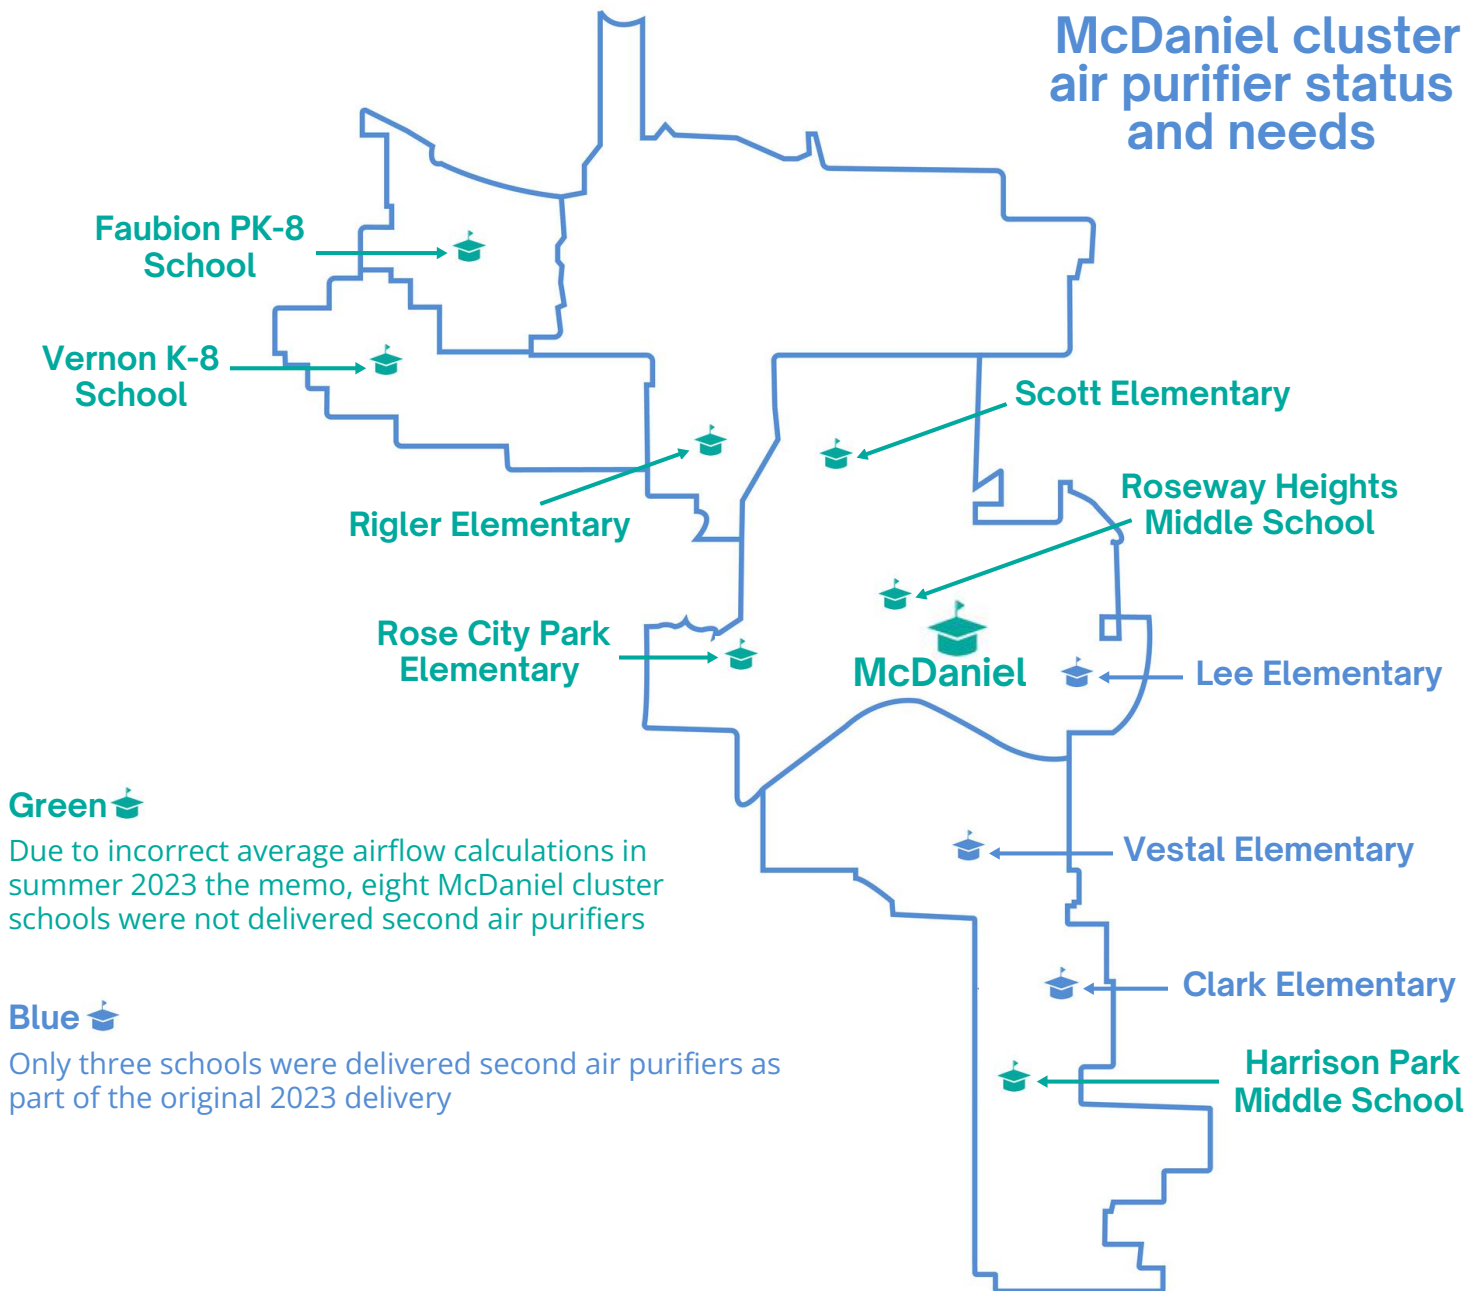 McDaniel cluster
air purifier status
and needs
Faubion PK-8
School
Vernon K-8
School
Scott Elementary
Roseway Heights
Middle School
Rigler Elementary
Rose City Park
Elementary
McDaniel
Lee Elementary
Green
Due to incorrect average airflow calculations in
summer 2023 the memo, eight McDaniel cluster
schools were not delivered second air purifiers
Vestal Elementary
Clark Elementary
Blue
Only three schools were delivered second air purifiers as
part of the original 2023 delivery
Harrison Park
Middle School